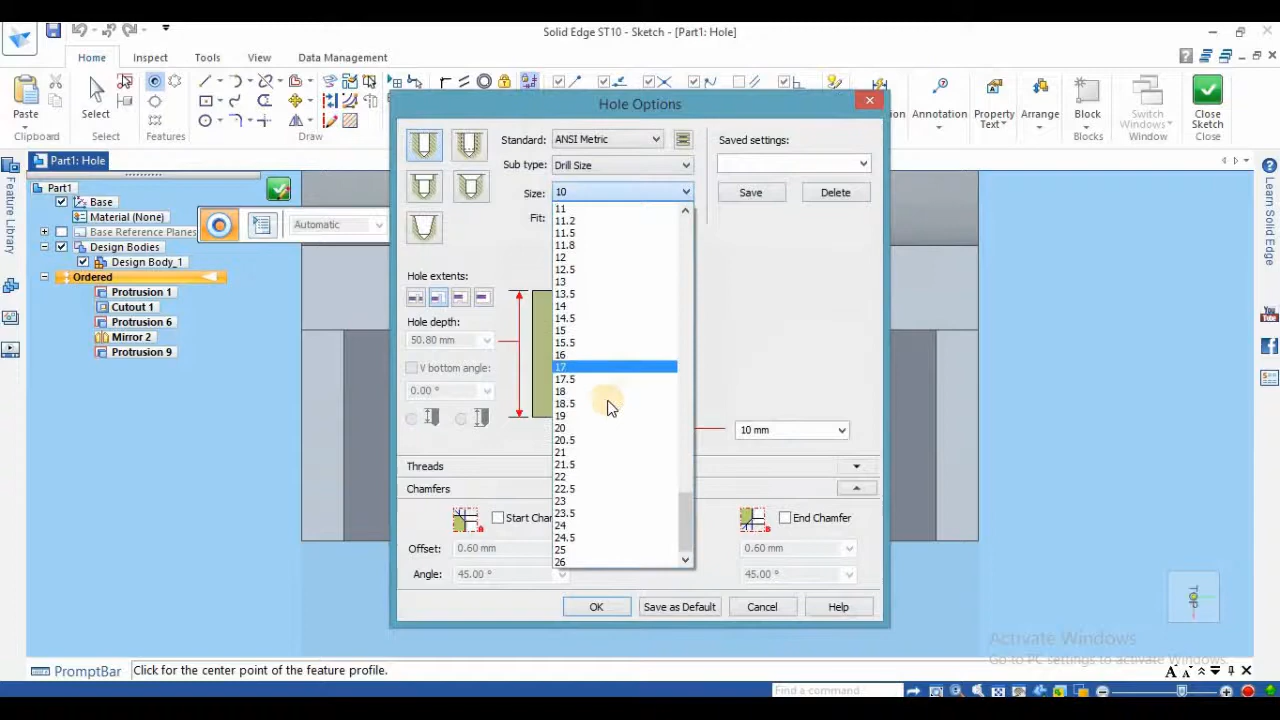 Solid Edge ST10 - Sketch - [Part1: Hole]
Home Inspect Tools View Data Management
Paste Select Annotation Property Text Arrange Block Switch Windows Close Sketch
Clipboard Select Features Draw Blocks Close
Part1: Hole
Hole Options
Feature Library
Learn Solid Edge
You Tube
Part1
Base
Material (None)
Base Reference Planes
Design Bodies
Design Body_1
Ordered
Protrusion 1
Cutout 1
Protrusion 6
Mirror 2
Protrusion 9
Automatic
Standard: ANSI Metric
Saved settings:
Sub type: Drill Size
Size: 10
Save Delete
Fit:
11
11.2
11.5
11.8
12
12.5
13
13.5
14
14.5
15
15.5
16
17
17.5
18
18.5
19
20
20.5
21
21.5
22
22.5
23
23.5
24
24.5
25
26
Hole extents:
Hole depth:
50.80 mm
V bottom angle:
0.00 °
10 mm
Threads
Chamfers
Start Cha
End Chamfer
Offset: 0.60 mm 0.60 mm
Angle: 45.00 ° 45.00 °
OK Save as Default Cancel Help
TOP
Activate Windows
Go to PC settings to activate Windows.
PromptBar Click for the center point of the feature profile.
Find a command